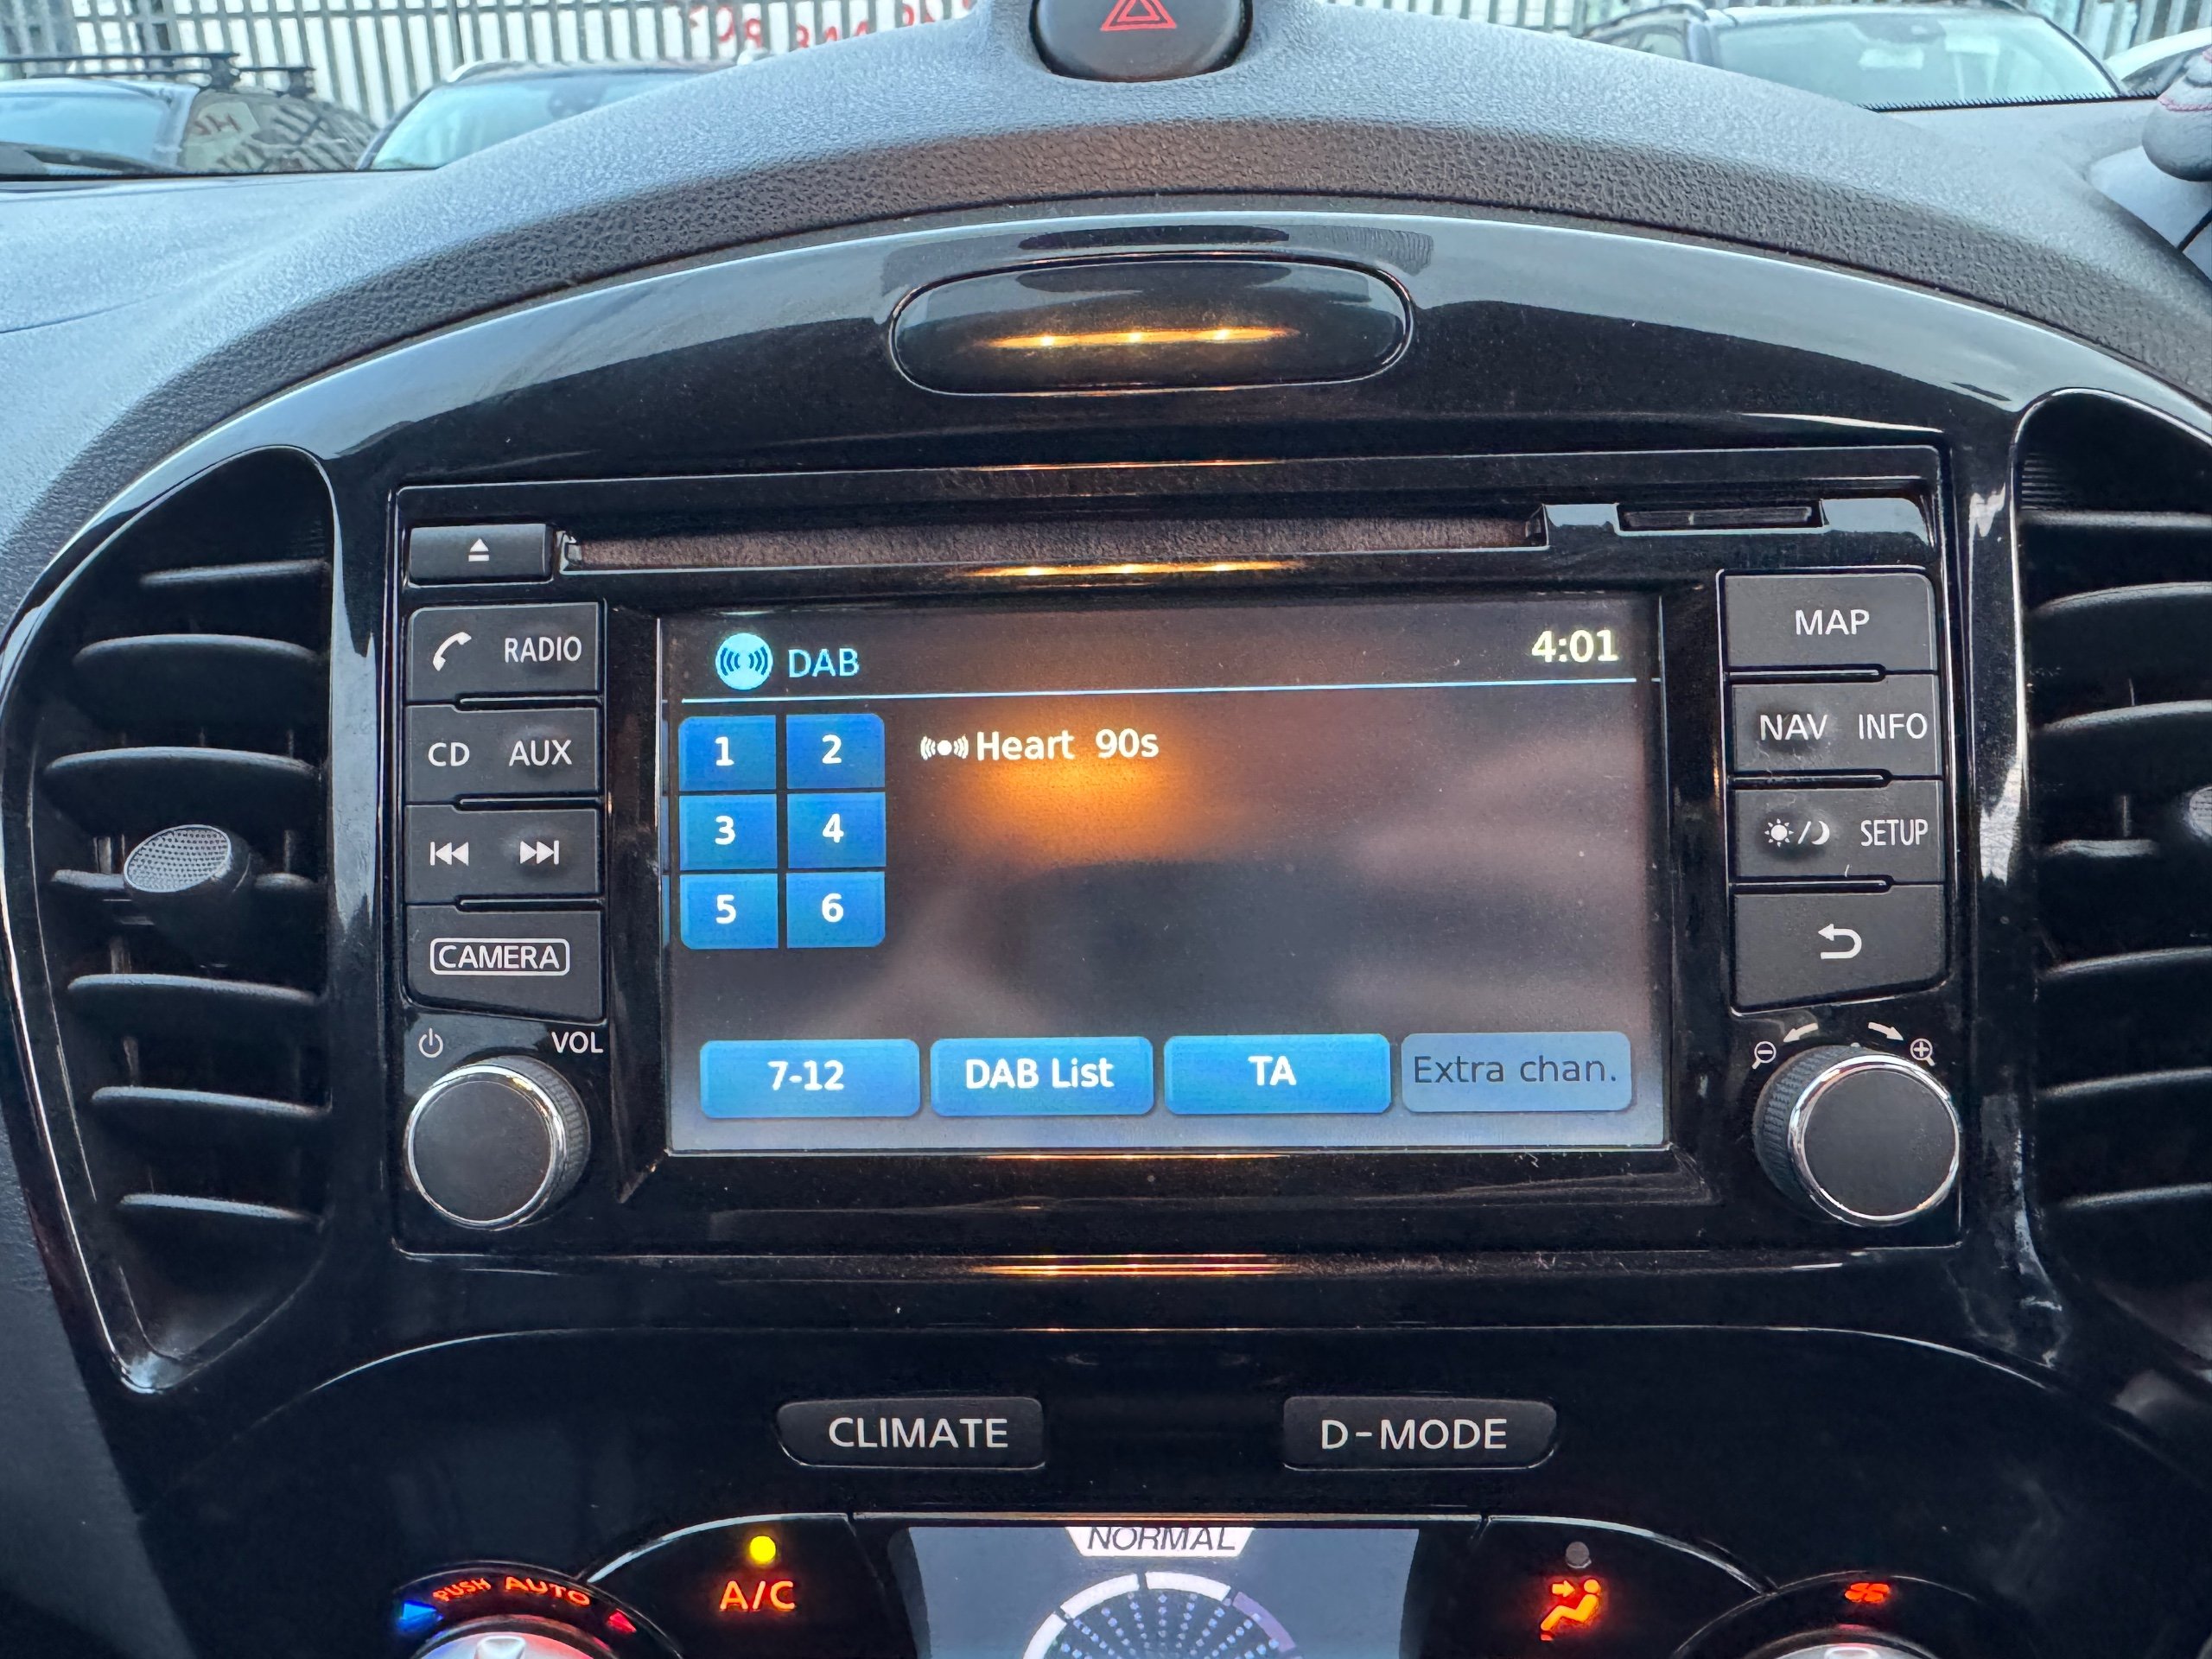 RADIO
CD AUX
CAMERA
VOL
DAB
4:01
1 2
3 4
5 6
Heart 90s
7-12
DAB List
TA
Extra chan.
MAP
NAV INFO
SETUP
CLIMATE
D-MODE
PUSH AUTO
A/C
NORMAL